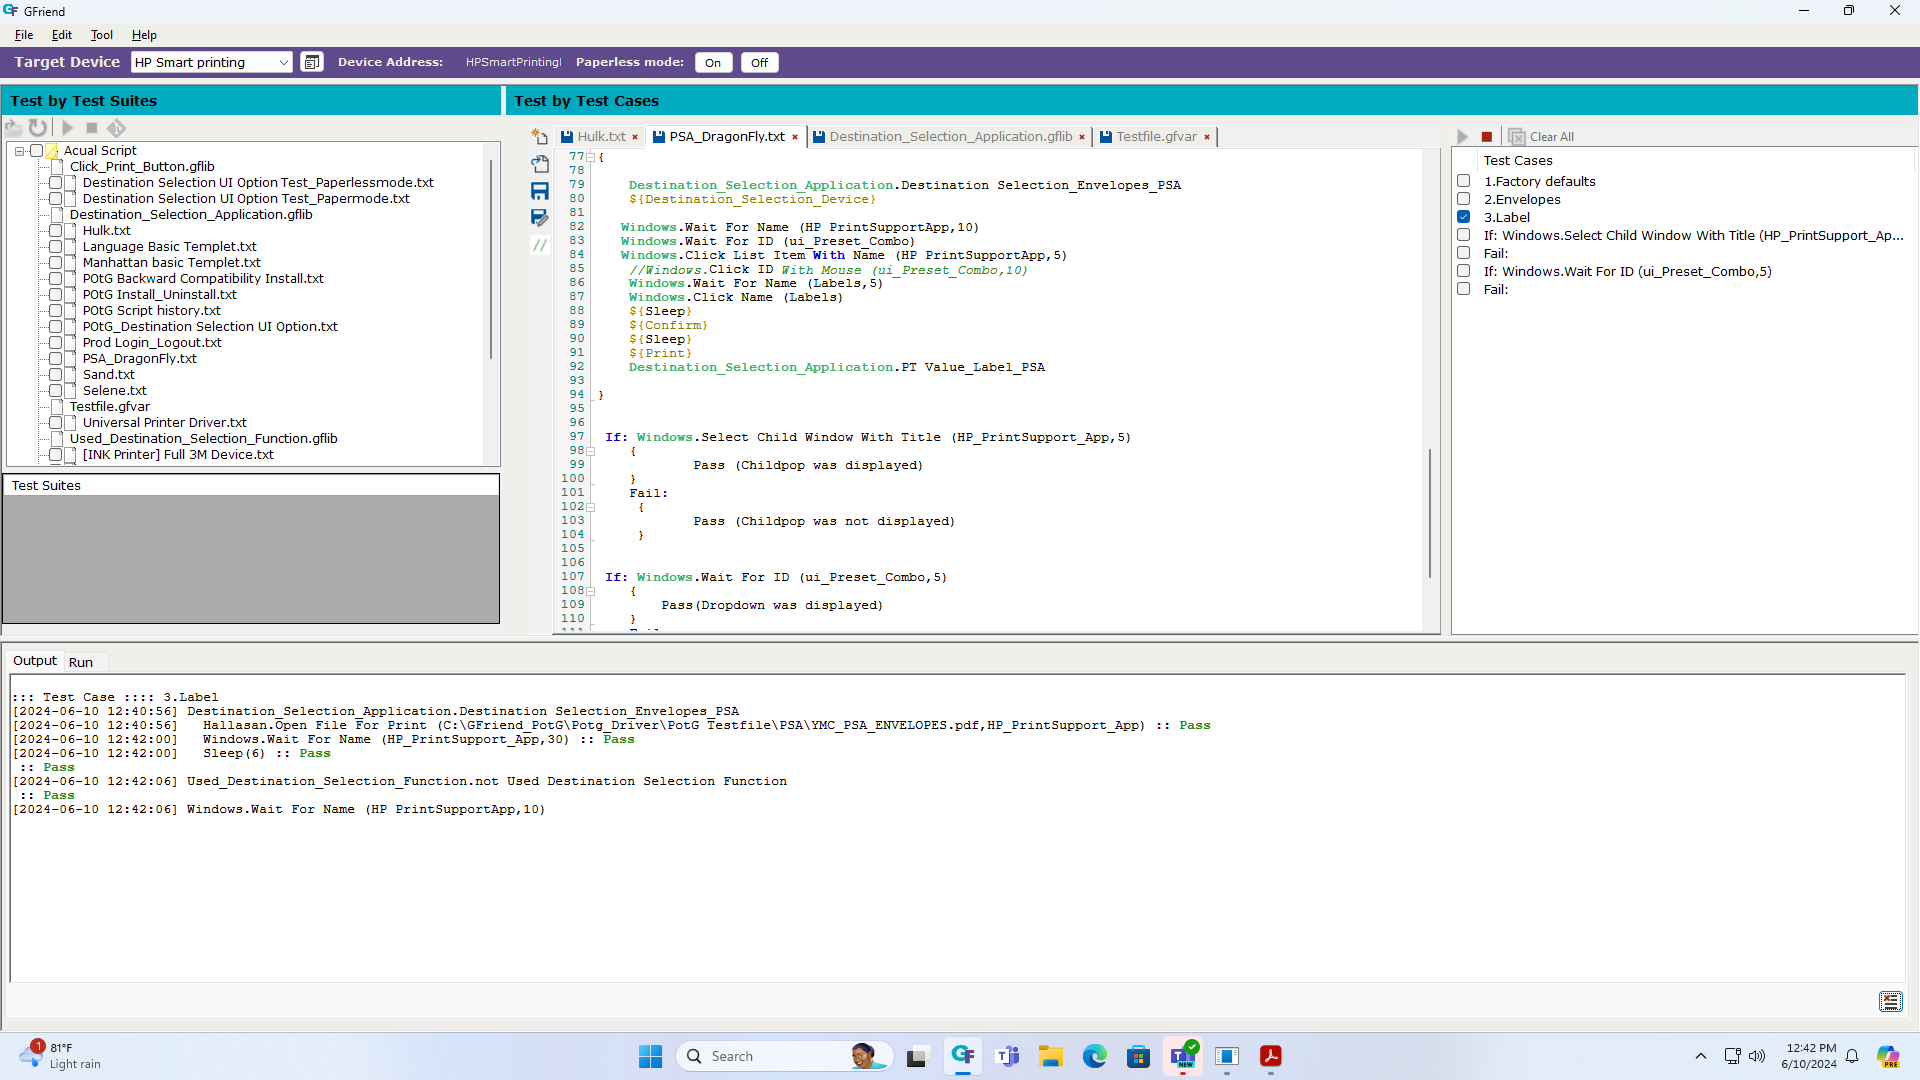 GFriend
File Edit Tool Help
Target Device HP Smart printing Device Address: HPSmartPrintingI Paperless mode: On Off
Test by Test Suites
Acual Script
Click_Print_Button.gflib
Destination Selection UI Option Test_Paperlessmode.txt
Destination Selection UI Option Test_Papermode.txt
Destination_Selection_Application.gflib
Hulk.txt
Language Basic Templet.txt
Manhattan basic Templet.txt
POtG Backward Compatibility Install.txt
POtG Install_Uninstall.txt
POtG Script history.txt
POtG_Destination Selection UI Option.txt
Prod Login_Logout.txt
PSA_DragonFly.txt
Sand.txt
Selene.txt
Testfile.gfvar
Universal Printer Driver.txt
Used_Destination_Selection_Function.gflib
[INK Printer] Full 3M Device.txt
Test Suites
Test by Test Cases
Hulk.txt × PSA_DragonFly.txt × Destination_Selection_Application.gflib × Testfile.gfvar ×
77 {
78
79 Destination_Selection_Application.Destination Selection_Envelopes_PSA
80 ${Destination_Selection_Device}
81
82 Windows.Wait For Name (HP PrintSupportApp,10)
83 Windows.Wait For ID (ui_Preset_Combo)
84 Windows.Click List Item With Name (HP PrintSupportApp,5)
85 //Windows.Click ID With Mouse (ui_Preset_Combo,10)
86 Windows.Wait For Name (Labels,5)
87 Windows.Click Name (Labels)
88 ${Sleep}
89 ${Confirm}
90 ${Sleep}
91 ${Print}
92 Destination_Selection_Application.PT Value_Label_PSA
93
94 }
95
96
97 If: Windows.Select Child Window With Title (HP_PrintSupport_App,5)
98 {
99 Pass (Childpop was displayed)
100 }
101 Fail:
102 {
103 Pass (Childpop was not displayed)
104 }
105
106
107 If: Windows.Wait For ID (ui_Preset_Combo,5)
108 {
109 Pass(Dropdown was displayed)
110 }
Clear All
Test Cases
1.Factory defaults
2.Envelopes
3.Label
If: Windows.Select Child Window With Title (HP_PrintSupport_Ap...
Fail:
If: Windows.Wait For ID (ui_Preset_Combo,5)
Fail:
Output Run
::: Test Case :::: 3.Label
[2024-06-10 12:40:56] Destination_Selection_Application.Destination Selection_Envelopes_PSA
[2024-06-10 12:40:56] Hallasan.Open File For Print (C:\GFriend_PotG\Potg_Driver\PotG Testfile\PSA\YMC_PSA_ENVELOPES.pdf,HP_PrintSupport_App) :: Pass
[2024-06-10 12:42:00] Windows.Wait For Name (HP_PrintSupport_App,30) :: Pass
[2024-06-10 12:42:00] Sleep(6) :: Pass
:: Pass
[2024-06-10 12:42:06] Used_Destination_Selection_Function.not Used Destination Selection Function
:: Pass
[2024-06-10 12:42:06] Windows.Wait For Name (HP PrintSupportApp,10)
1 81°F
Light rain
Search
NEW
12:42 PM
6/10/2024
PRE